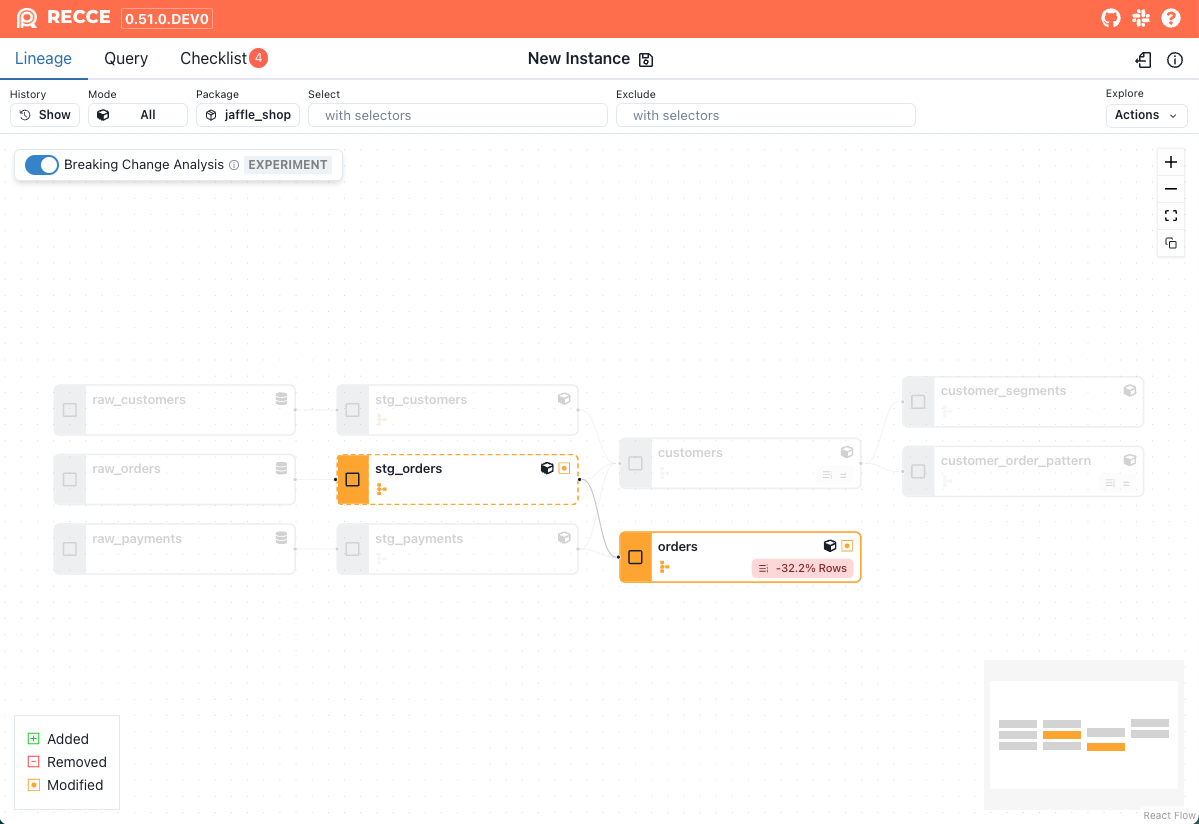 RECCE 0.51.0.DEV0
Lineage Query Checklist 4 New Instance
History Mode Package Select Exclude Explore
Show All jaffle_shop with selectors with selectors Actions
Breaking Change Analysis EXPERIMENT
customer_segments
raw_customers stg_customers
customers customer_order_pattern
raw_orders stg_orders
raw_payments stg_payments
orders
-32.2% Rows
Added
Removed
Modified
React Flow